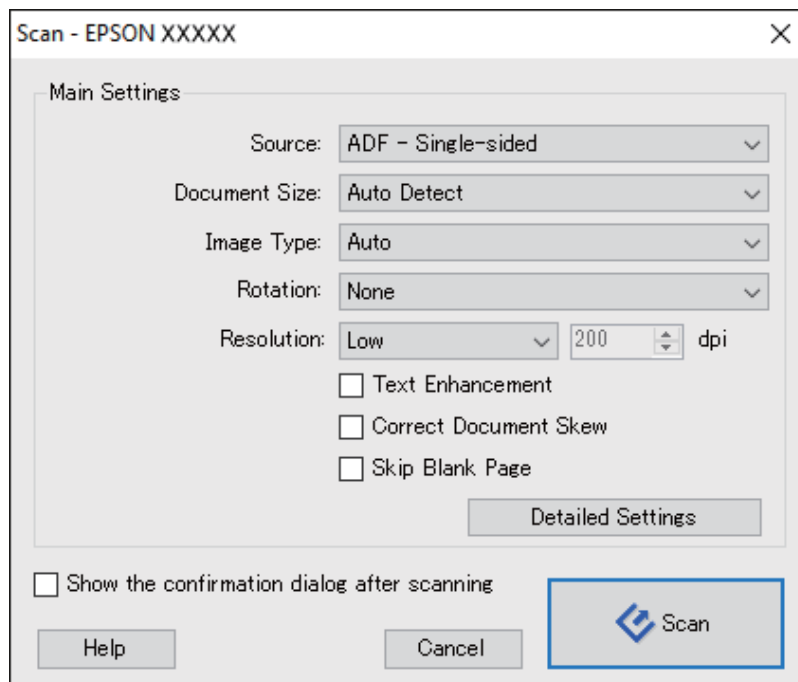 Scan - EPSON XXXXX
Main Settings
Source: ADF - Single-sided
Document Size: Auto Detect
Image Type: Auto
Rotation: None
Resolution: Low 200 dpi
Text Enhancement
Correct Document Skew
Skip Blank Page
Detailed Settings
Show the confirmation dialog after scanning
Help Cancel Scan